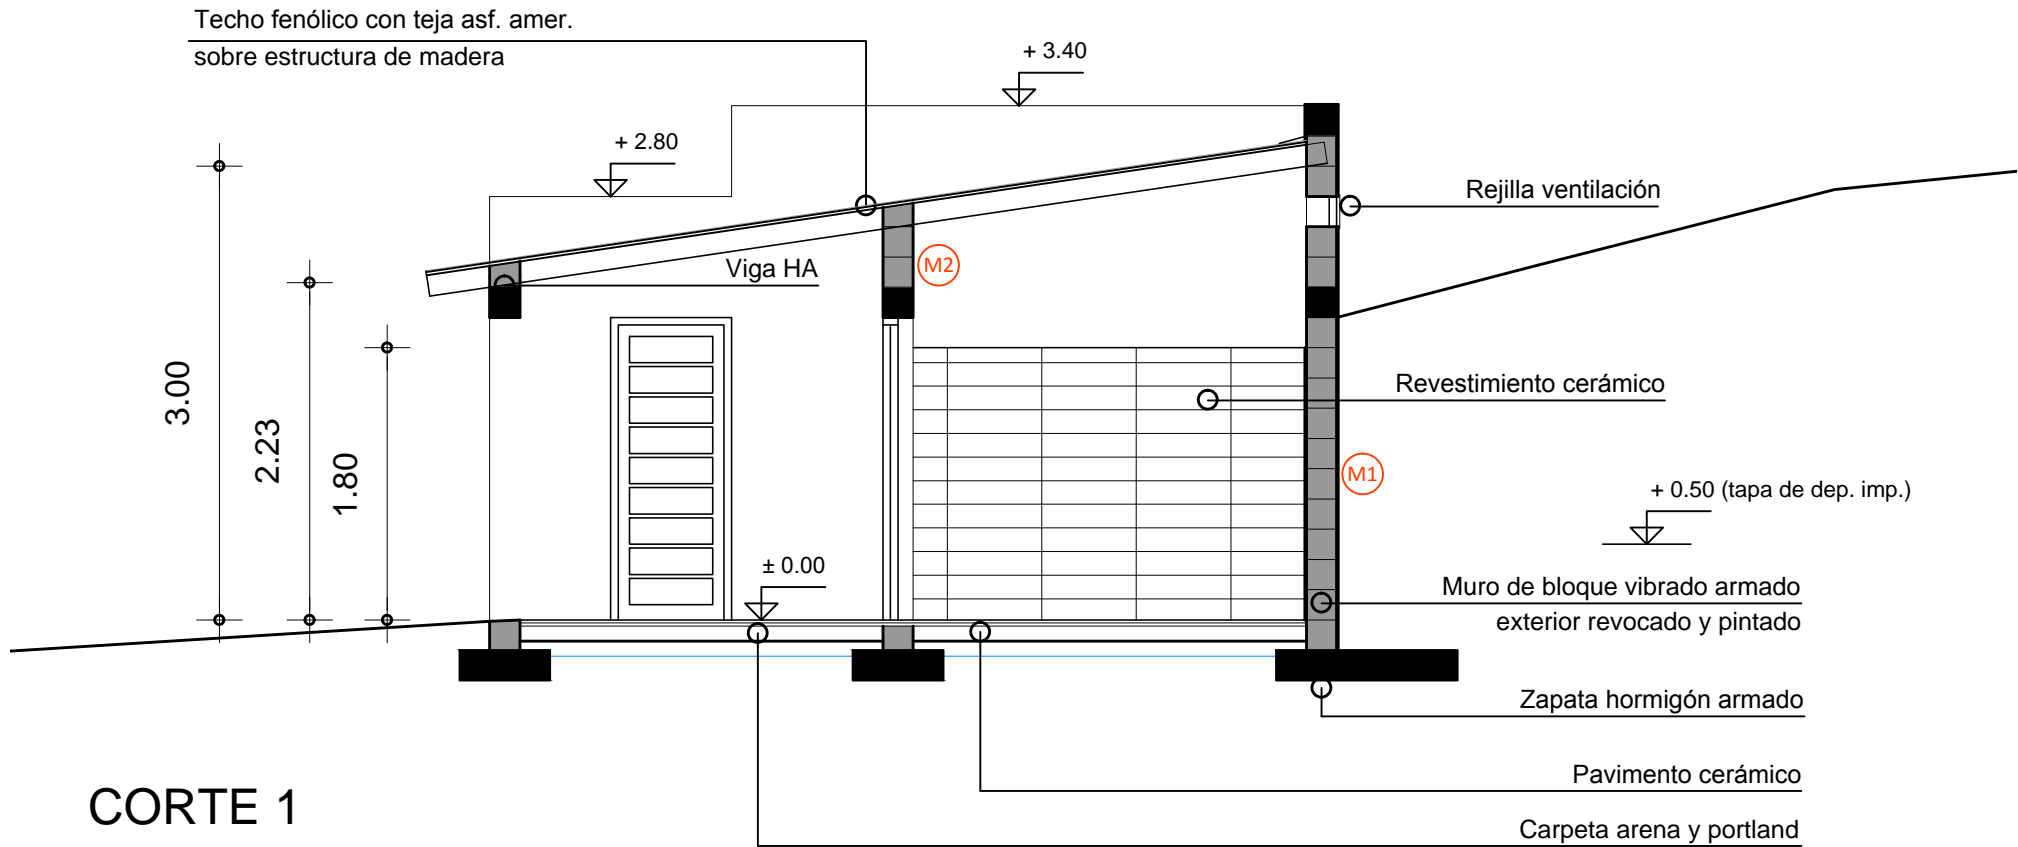 Techo fenólico con teja asf. amer.
sobre estructura de madera
+ 3.40
+ 2.80
Rejilla ventilación
Viga HA
M2
3.00
2.23
1.80
Revestimiento cerámico
M1
+ 0.50 (tapa de dep. imp.)
± 0.00
Muro de bloque vibrado armado
exterior revocado y pintado
Zapata hormigón armado
Pavimento cerámico
CORTE 1
Carpeta arena y portland